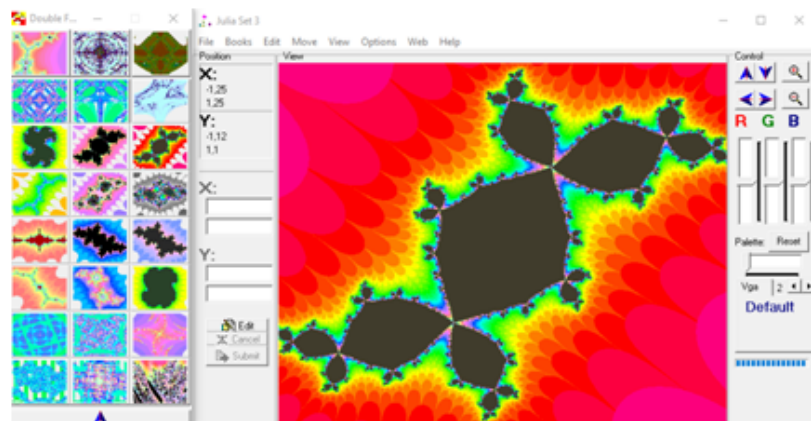 Double F...
Julia Set 3
File Books Edit Move View Options Web Help
Position
X:
-1,25
1,25
Y:
-1,12
1,1
X:
Y:
Edit
Cancel
Submit
View
Control
R G B
Palette: Reset
Vga 2
Default